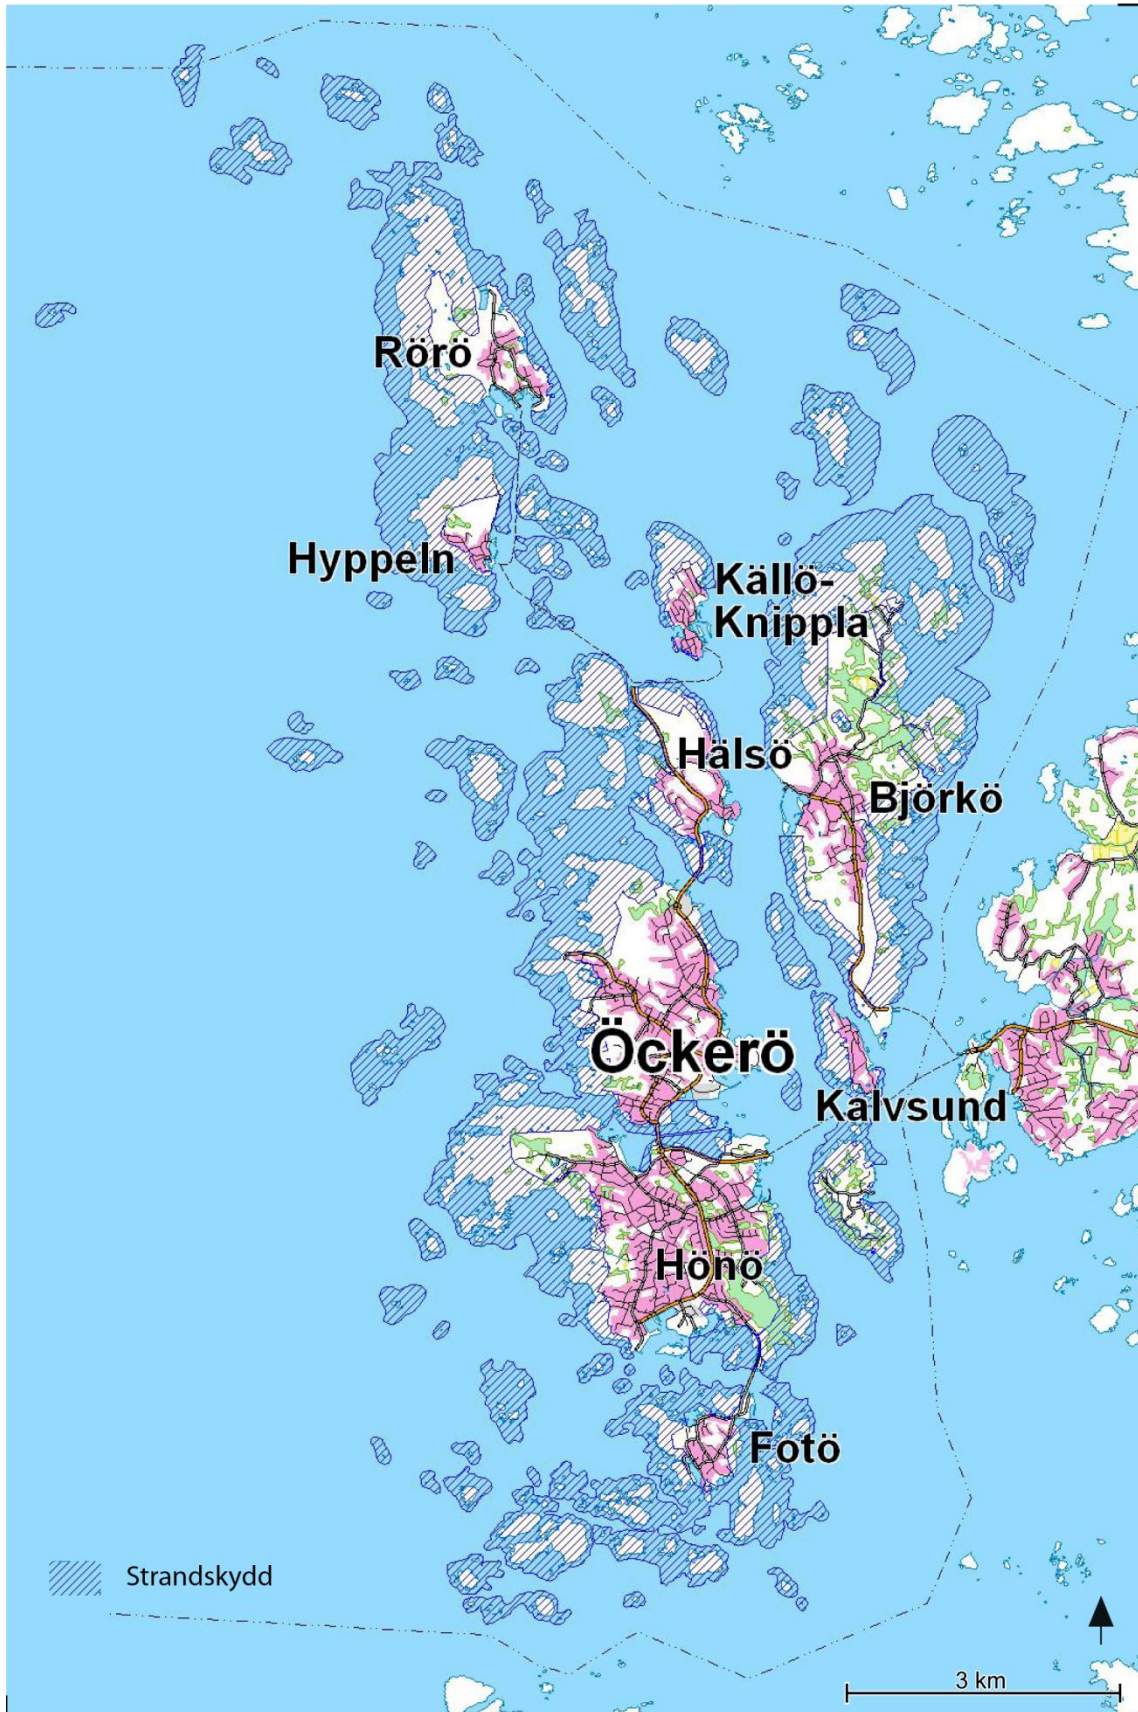 Rörö
Hyppeln
Källö-
Knippla
Hälsö
Björkö
Öckerö
Kalvsund
Hönö
Fotö
Strandskydd
3 km